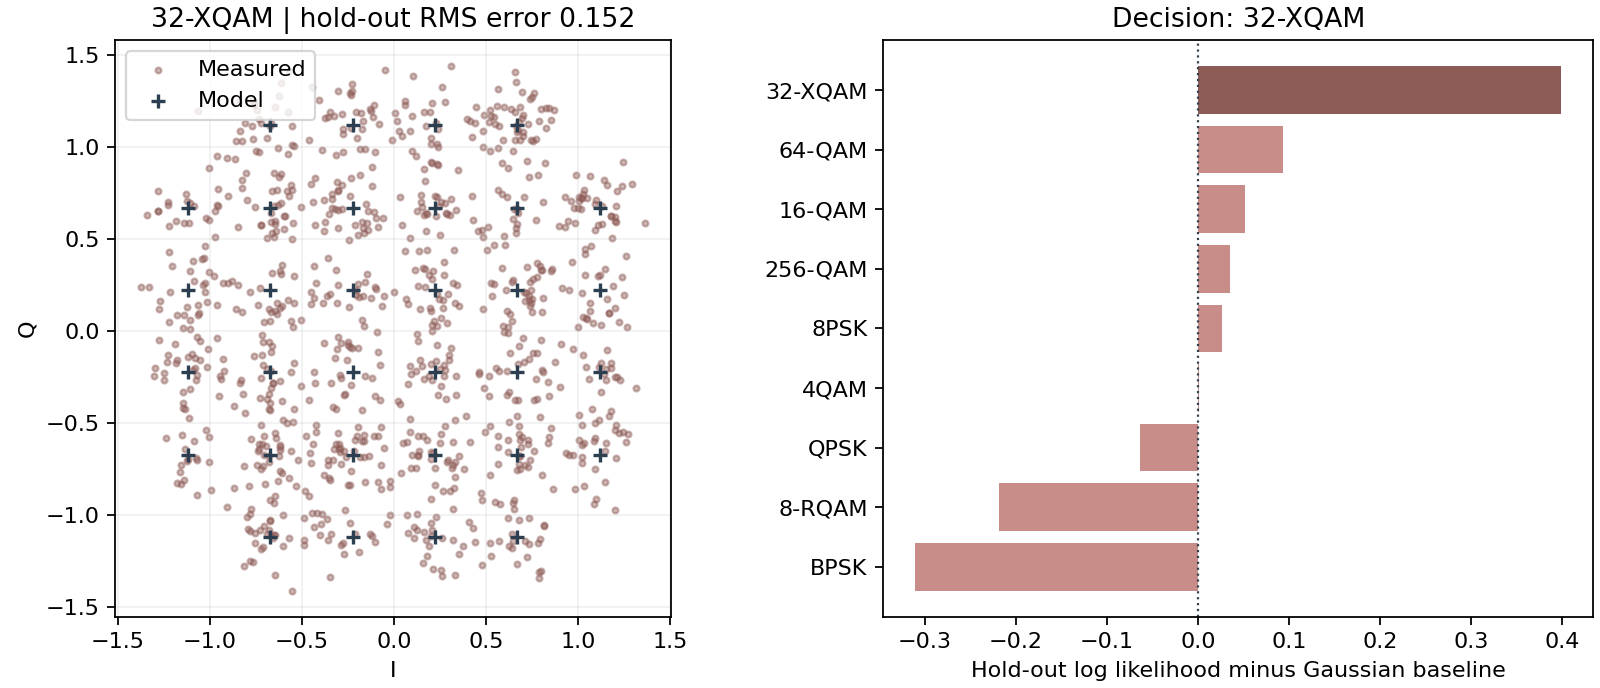 32-XQAM | hold-out RMS error 0.152
Measured
Model
1.5
1.0
0.5
0.0
−0.5
−1.0
−1.5
Q
−1.5 −1.0 −0.5 0.0 0.5 1.0 1.5
I
Decision: 32-XQAM
32-XQAM
64-QAM
16-QAM
256-QAM
8PSK
4QAM
QPSK
8-RQAM
BPSK
−0.3 −0.2 −0.1 0.0 0.1 0.2 0.3 0.4
Hold-out log likelihood minus Gaussian baseline